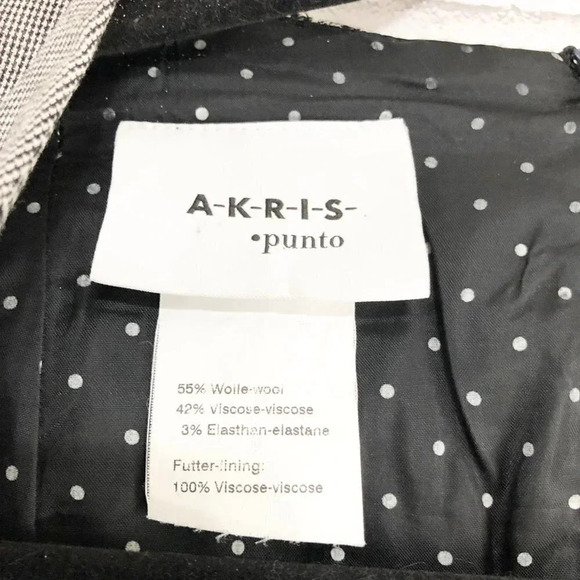 A-K-R-I-S-
•punto
55% Wolle-wool
42% Viscose-viscose
3% Elasthan-elastane
Futter-lining:
100% Viscose-viscose